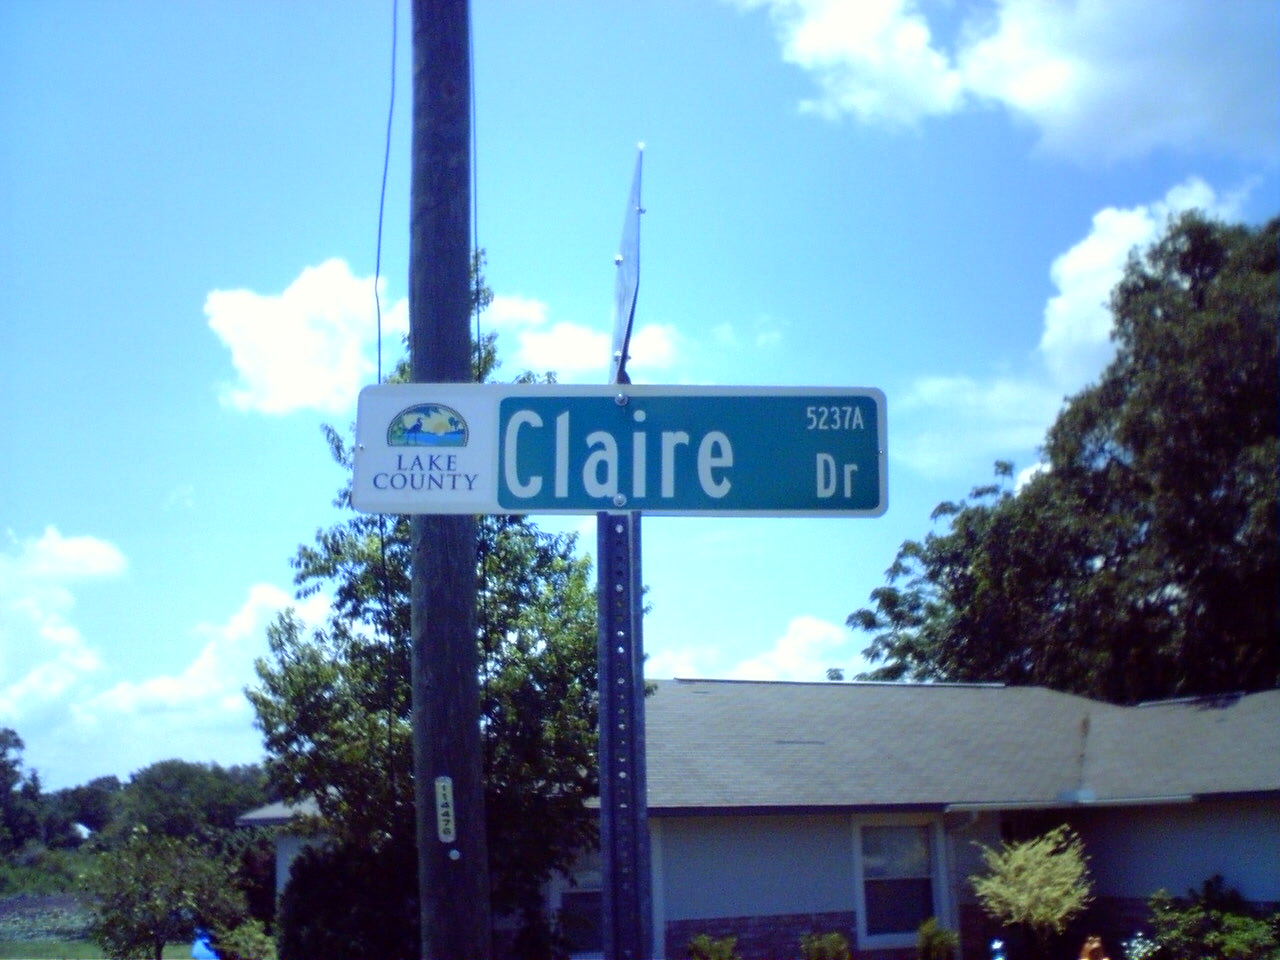 LAKE
COUNTY
Claire
5237A
Dr